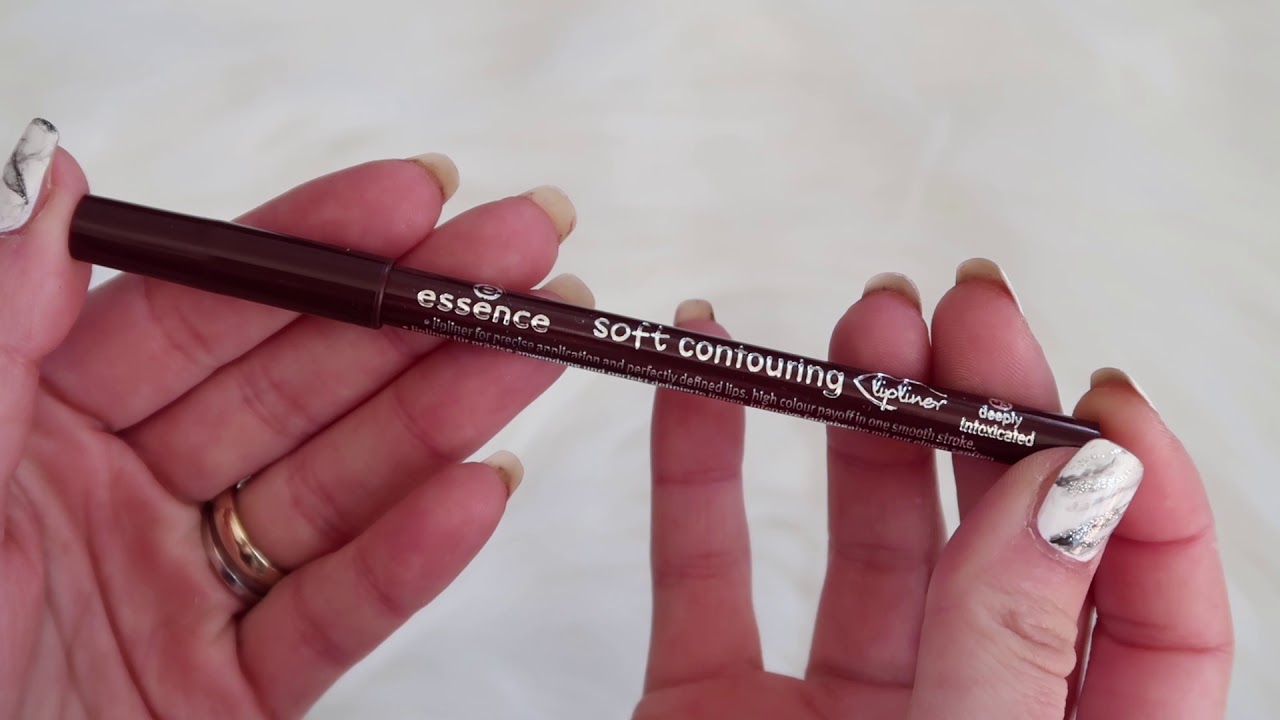 essence
soft contouring
lipliner
deeply
intoxicated
• lipliner for precise application and perfectly defined lips. high colour payoff in one smooth stroke.